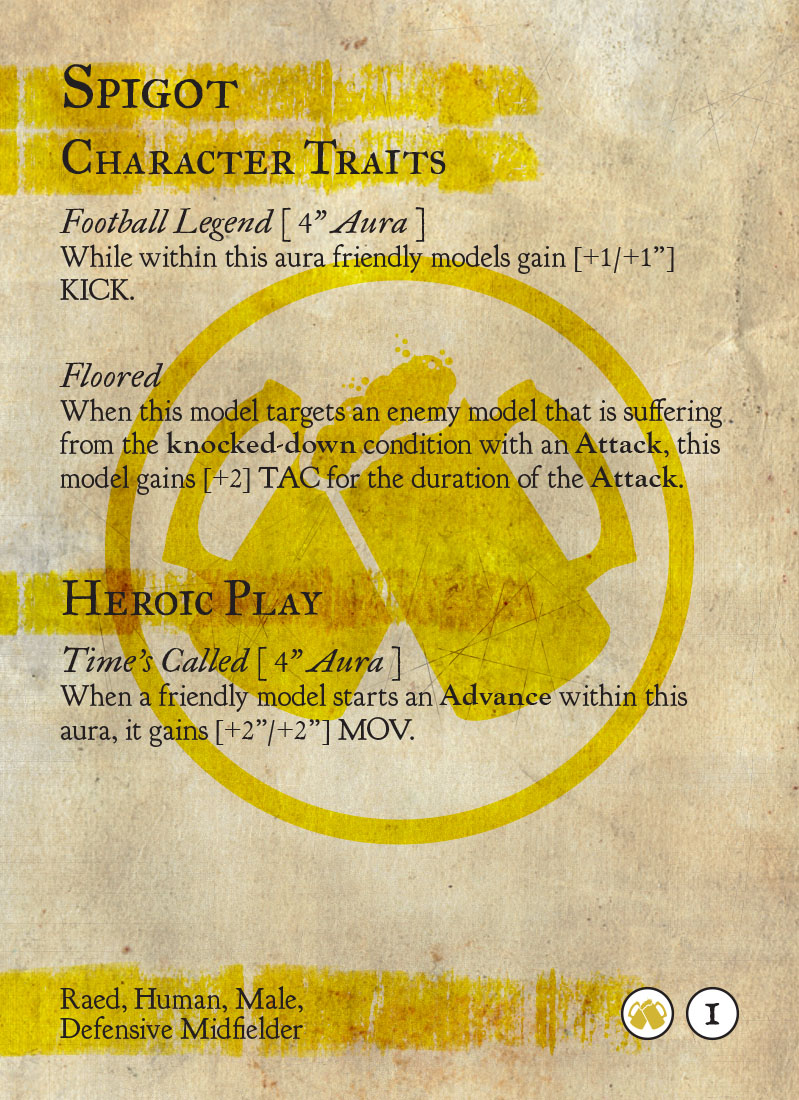 Spigot
Character Traits
Football Legend [ 4” Aura ]
While within this aura friendly models gain [+1/+1”]
KICK.
Floored
When this model targets an enemy model that is suffering
from the knocked-down condition with an Attack, this
model gains [+2] TAC for the duration of the Attack.
Heroic Play
Time’s Called [ 4” Aura ]
When a friendly model starts an Advance within this
aura, it gains [+2”/+2”] MOV.
Raed, Human, Male,
Defensive Midfielder
1